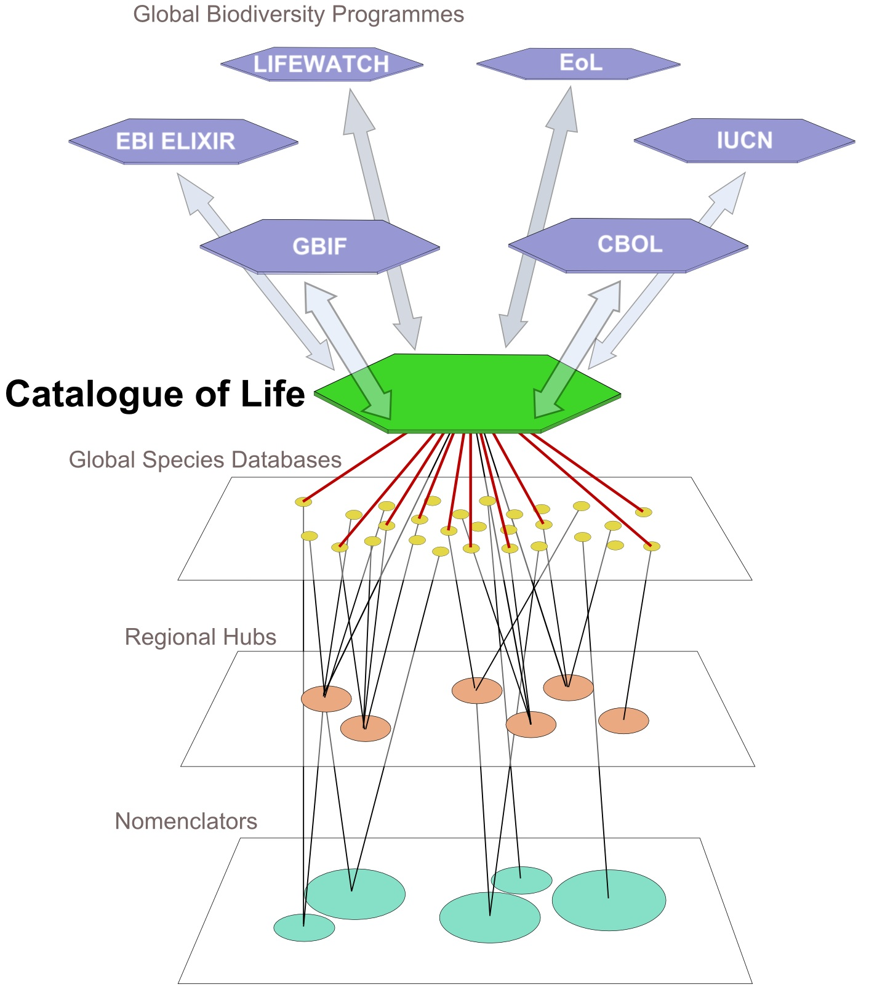 Global Biodiversity Programmes
LIFEWATCH
EoL
EBI ELIXIR
IUCN
GBIF
CBOL
Catalogue of Life
Global Species Databases
Regional Hubs
Nomenclators